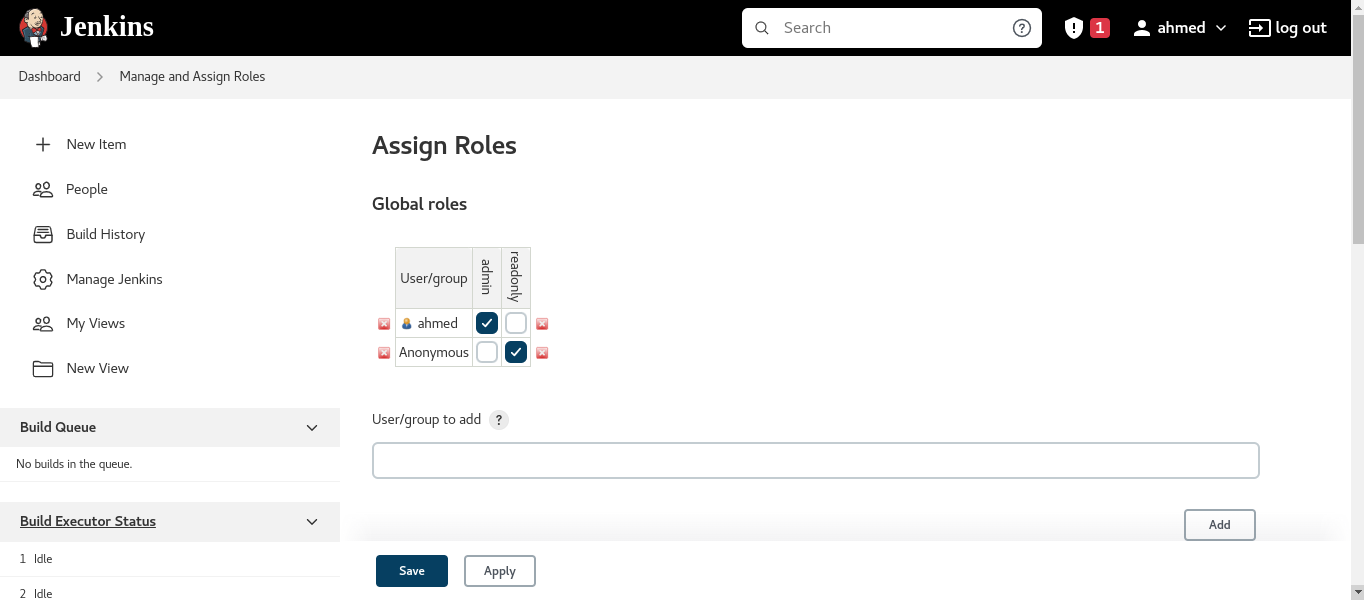 Jenkins
Search
1
ahmed
log out
Dashboard
Manage and Assign Roles
New Item
People
Build History
Manage Jenkins
My Views
New View
Build Queue
No builds in the queue.
Build Executor Status
1 Idle
2 Idle
Assign Roles
Global roles
User/group admin readonly
ahmed
Anonymous
User/group to add ?
Add
Save Apply